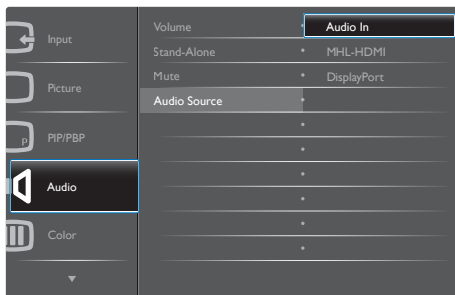 Input
Picture
P
PIP/PBP
Audio
Color
Volume
Stand-Alone
Mute
Audio Source
Audio In
MHL-HDMI
DisplayPort